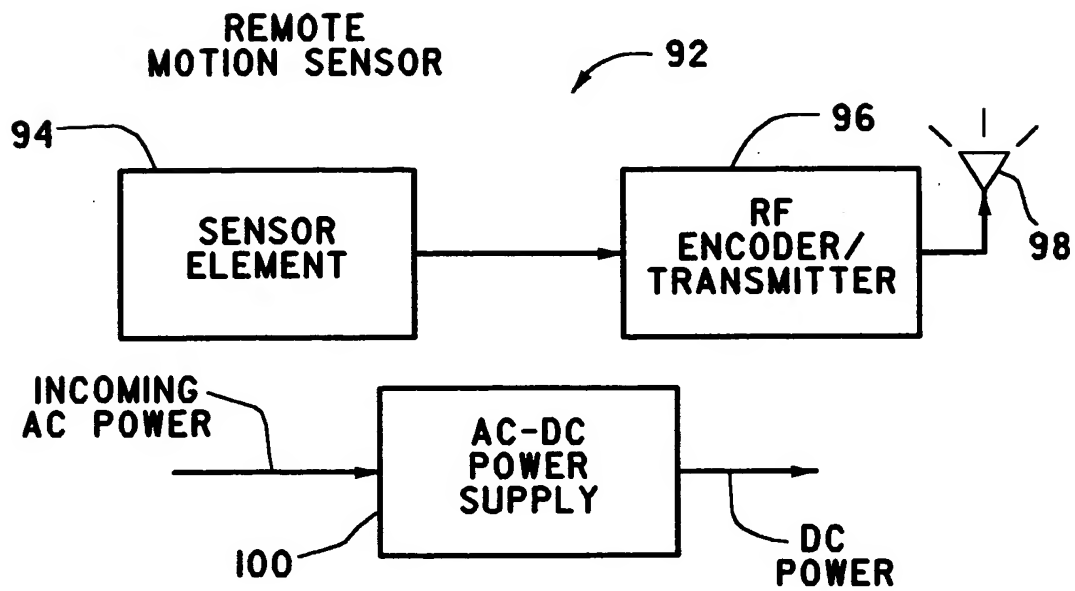 REMOTE
MOTION SENSOR
92
94
96
SENSOR
ELEMENT
RF
ENCODER/
TRANSMITTER
98
INCOMING
AC POWER
AC-DC
POWER
SUPPLY
100
DC
POWER